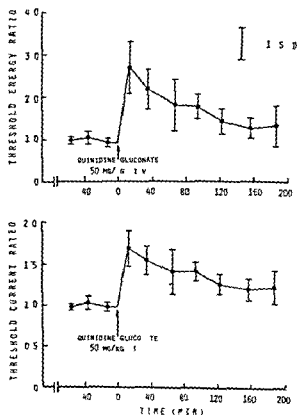 THRESHOLD ENERGY RATIO
4.0
3.0
2.0
1.0
0
I S D
QUINIDINE GLUCONATE
50 MG/ G I V
40 0 40 80 120 160 200
THRESHOLD CURRENT RATIO
2.0
1.5
1.0
0.5
0
QUINIDINE GLUCO TE
50 MG/KG I
40 0 40 80 120 160 200
TIME (